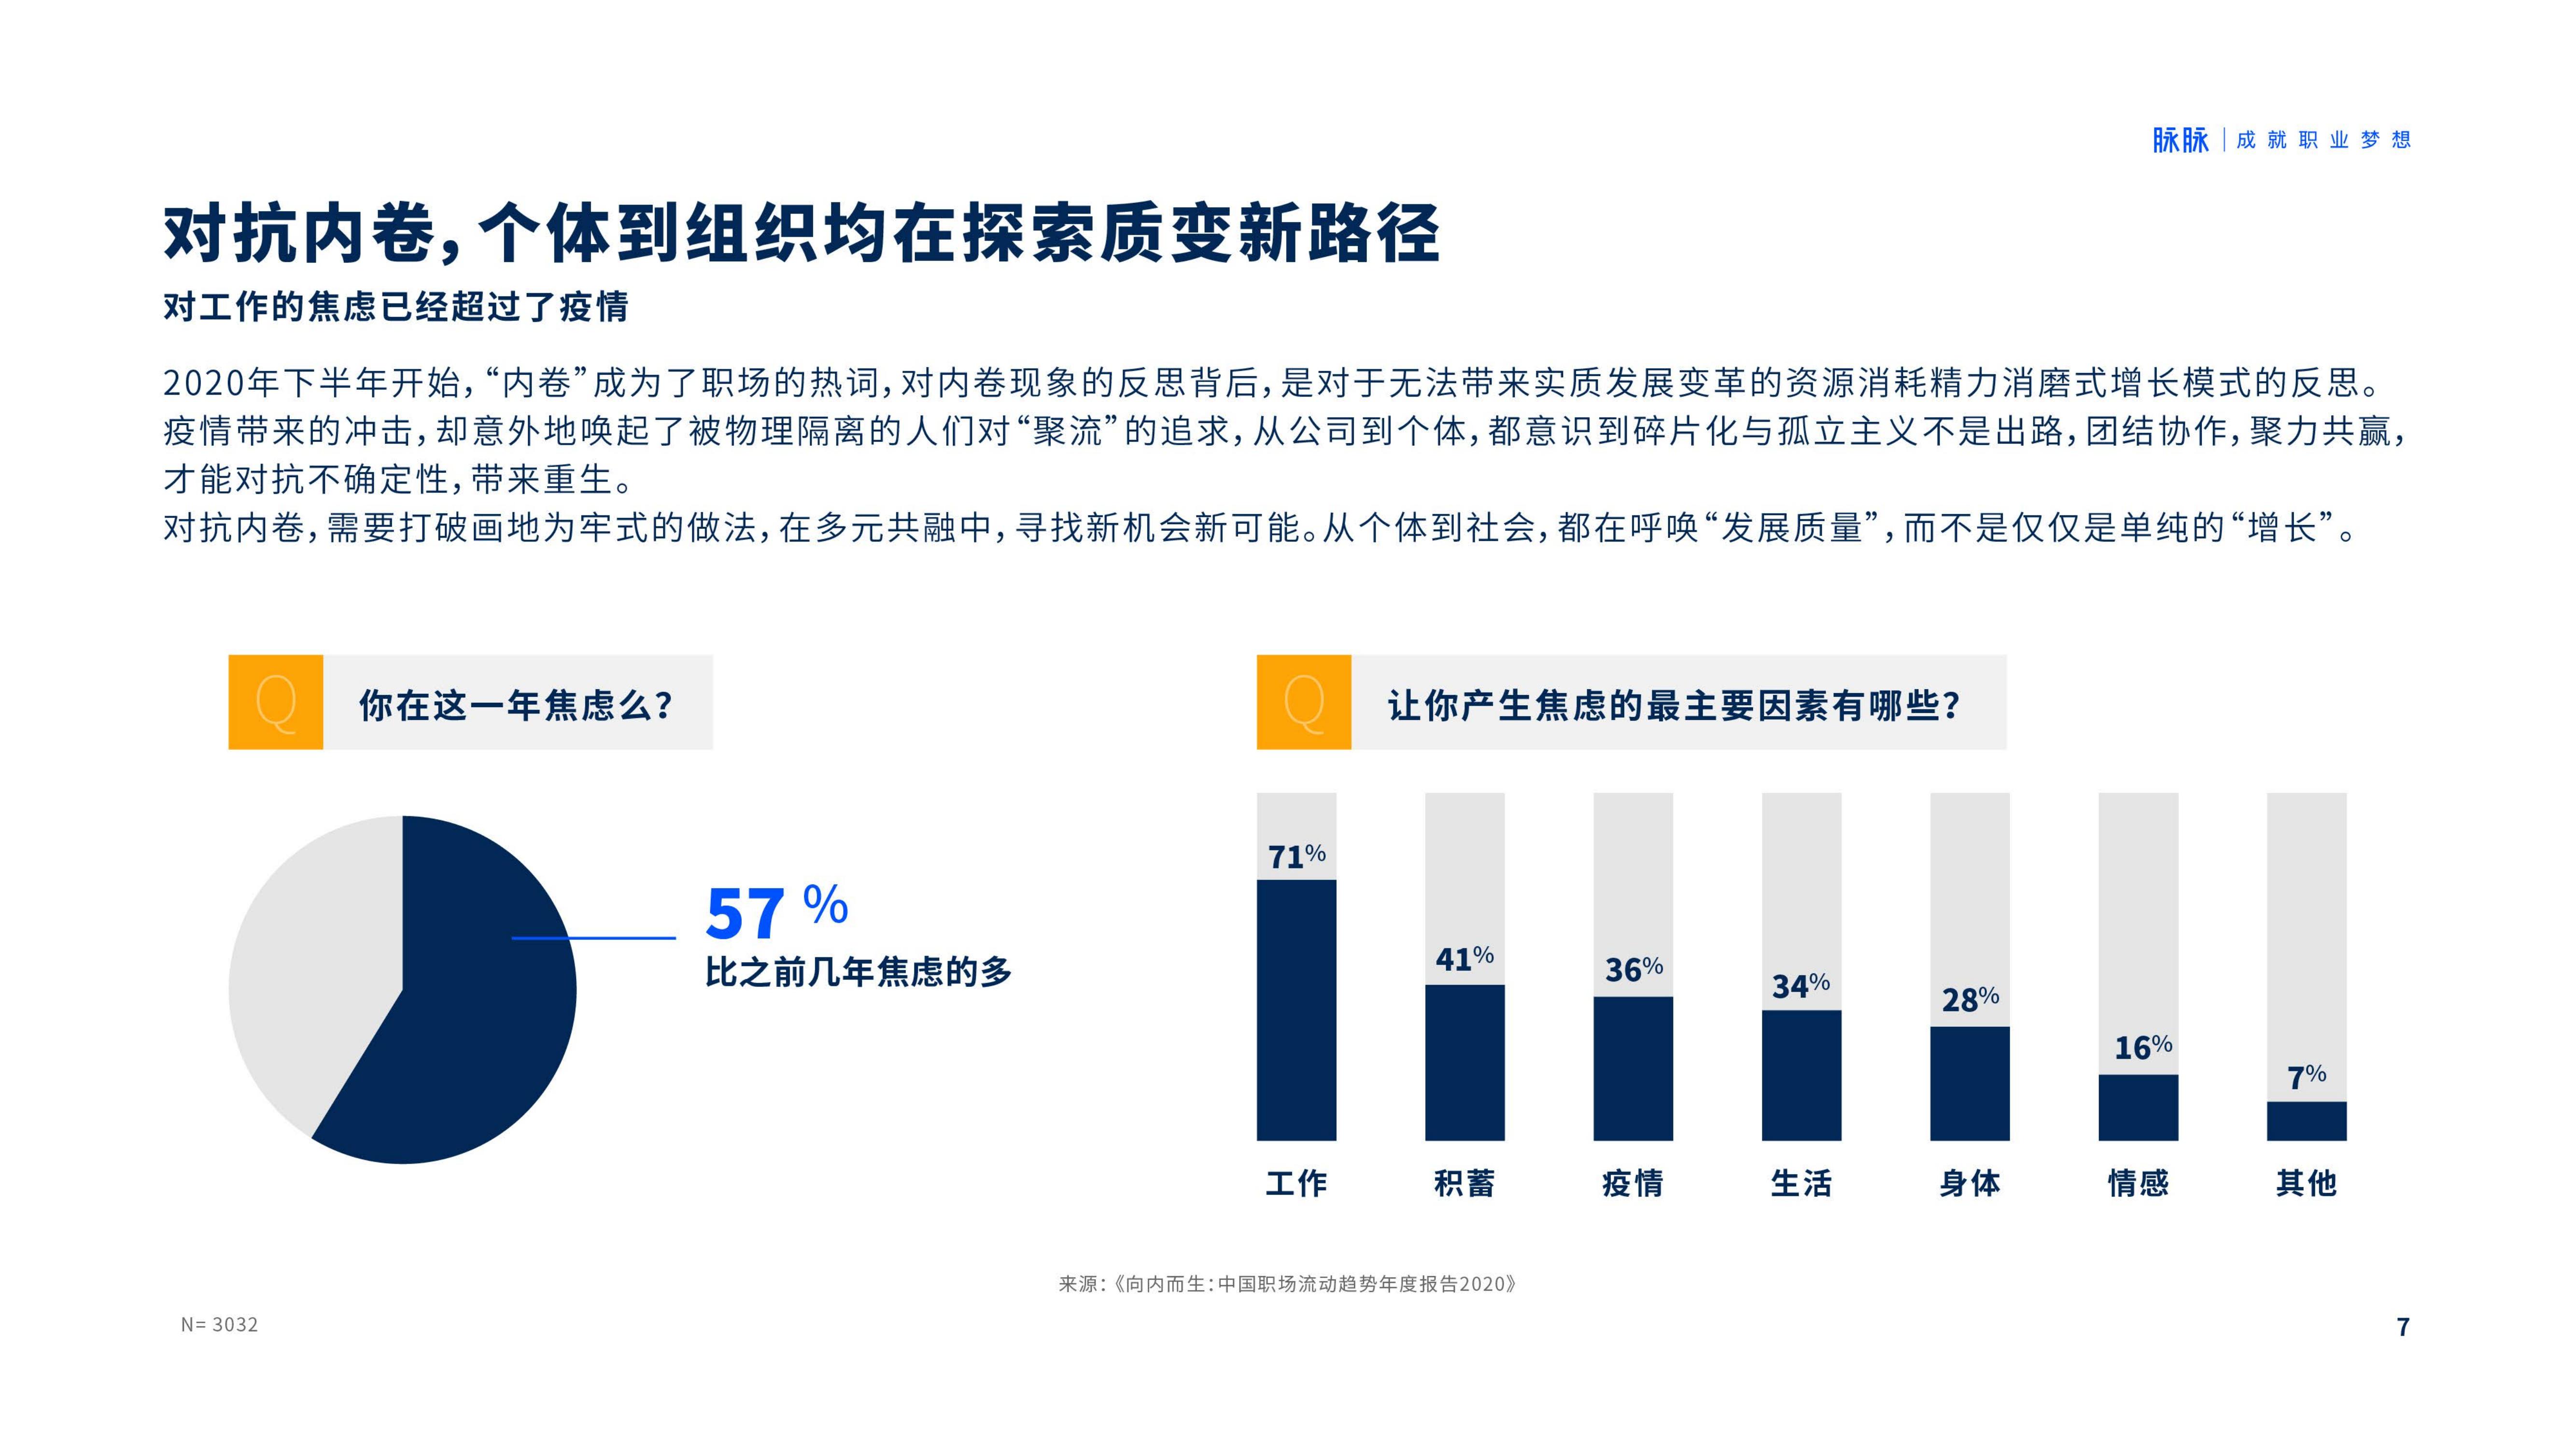 脉脉 | 成就职业梦想
对抗内卷，个体到组织均在探索质变新路径
对工作的焦虑已经超过了疫情
2020年下半年开始，“内卷”成为了职场的热词，对内卷现象的反思背后，是对于无法带来实质发展变革的资源消耗精力消磨式增长模式的反思。
疫情带来的冲击，却意外地唤起了被物理隔离的人们对“聚流”的追求，从公司到个体，都意识到碎片化与孤立主义不是出路，团结协作，聚力共赢，
才能对抗不确定性，带来重生。
对抗内卷，需要打破画地为牢式的做法，在多元共融中，寻找新机会新可能。从个体到社会，都在呼唤“发展质量”，而不是仅仅是单纯的“增长”。
Q 你在这一年焦虑么？
57 %
比之前几年焦虑的多
Q 让你产生焦虑的最主要因素有哪些？
71% 41% 36% 34% 28% 16% 7%
工作 积蓄 疫情 生活 身体 情感 其他
来源：《向内而生：中国职场流动趋势年度报告2020》
N= 3032
7